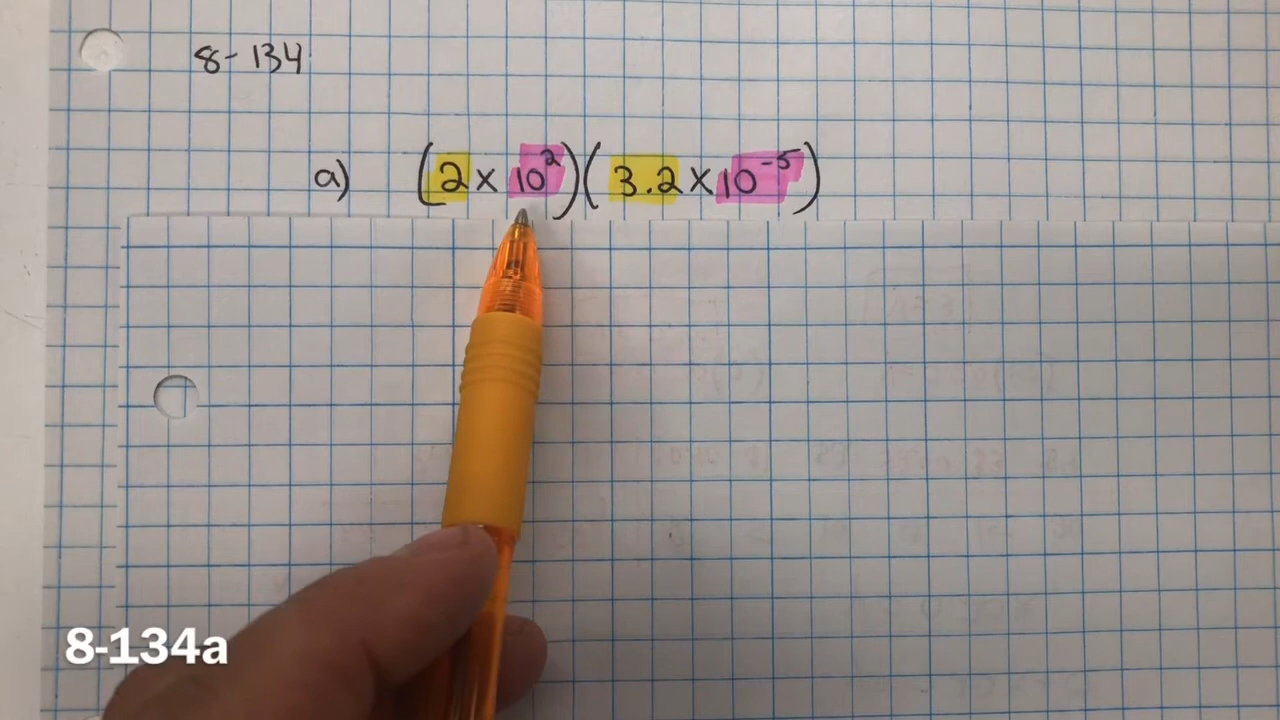 8-134
a) (2 × 10²)(3.2 × 10⁻⁵)
8-134a